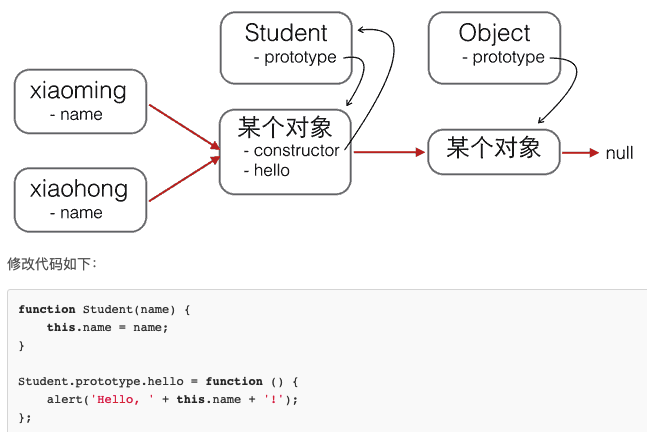 Student
- prototype
Object
- prototype
xiaoming
- name
某个对象
- constructor
- hello
某个对象
null
xiaohong
- name
修改代码如下：
function Student(name) {
    this.name = name;
}

Student.prototype.hello = function () {
    alert('Hello, ' + this.name + '!');
};